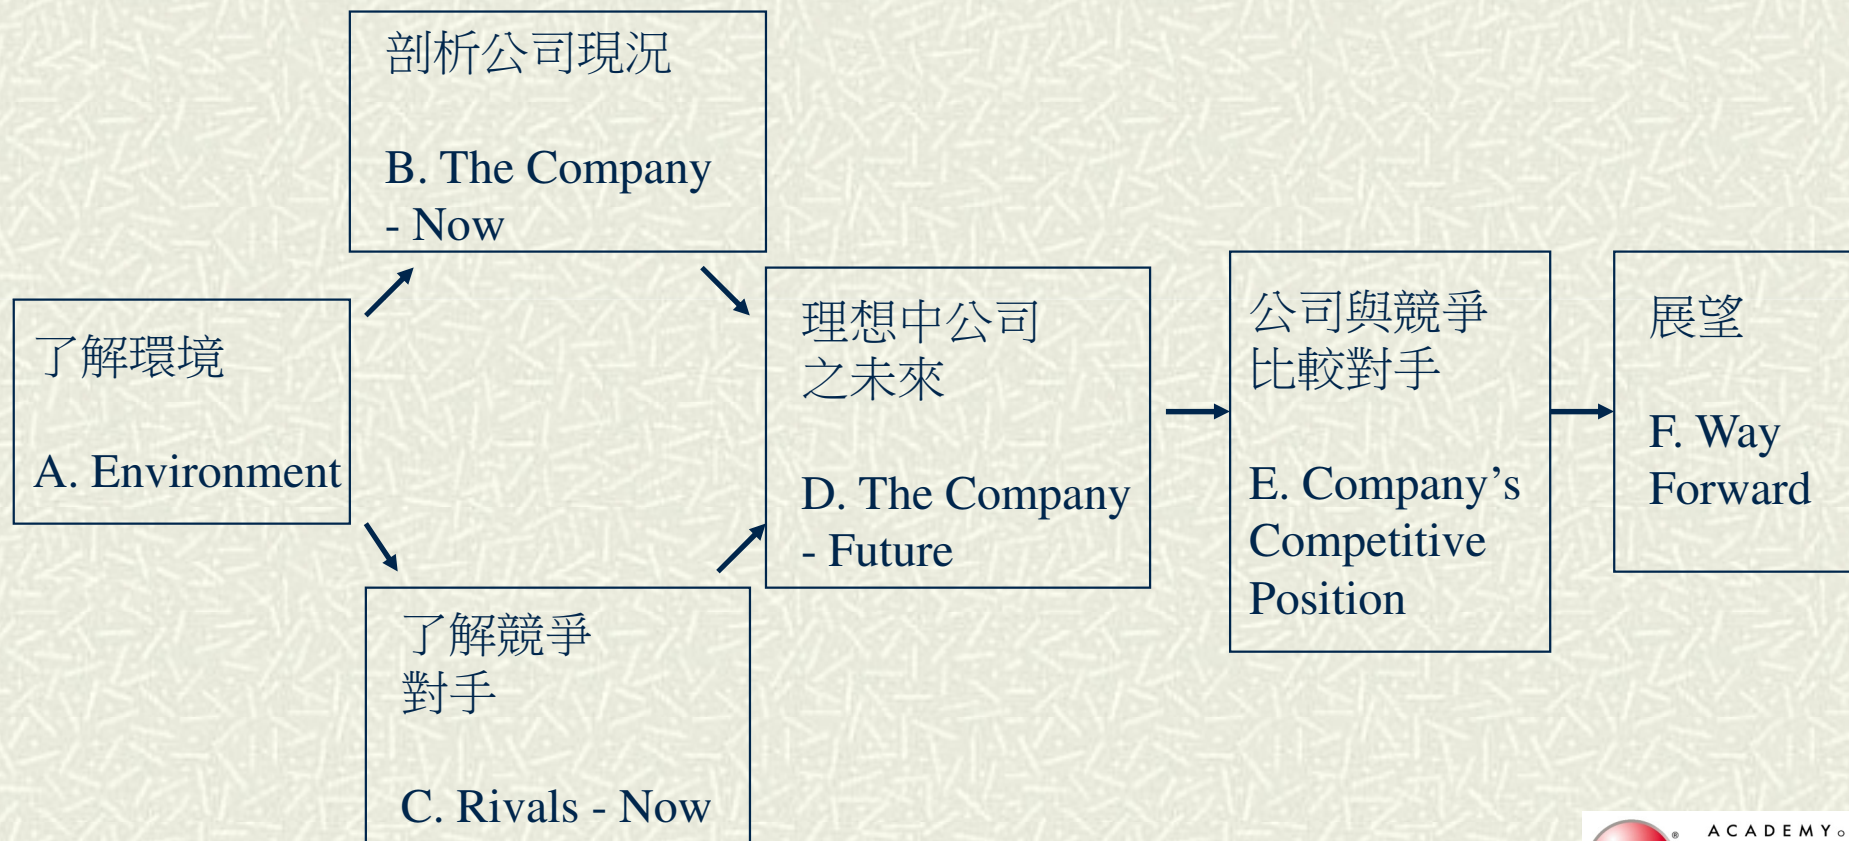 剖析公司現況
B. The Company
- Now
了解環境
A. Environment
了解競爭
對手
C. Rivals - Now
理想中公司
之未來
D. The Company
- Future
公司與競爭
比較對手
E. Company’s
Competitive
Position
展望
F. Way
Forward
®
ACADEMY